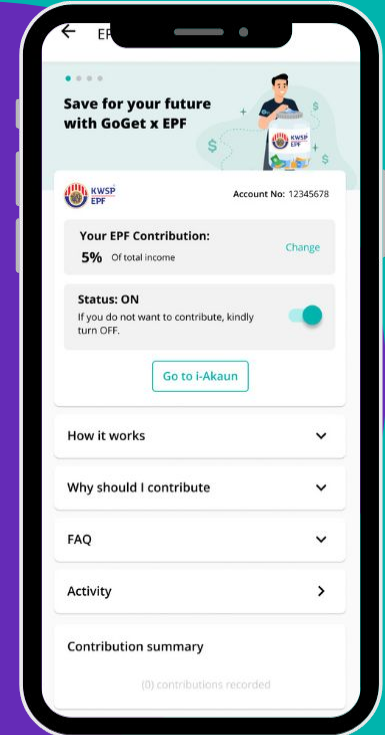 EP
Save for your future
with GoGet x EPF
KWSP
EPF
KWSP
EPF
Account No: 12345678
Your EPF Contribution:
5% Of total income
Change
Status: ON
If you do not want to contribute, kindly
turn OFF.
Go to i-Akaun
How it works
Why should I contribute
FAQ
Activity
Contribution summary
(0) contributions recorded